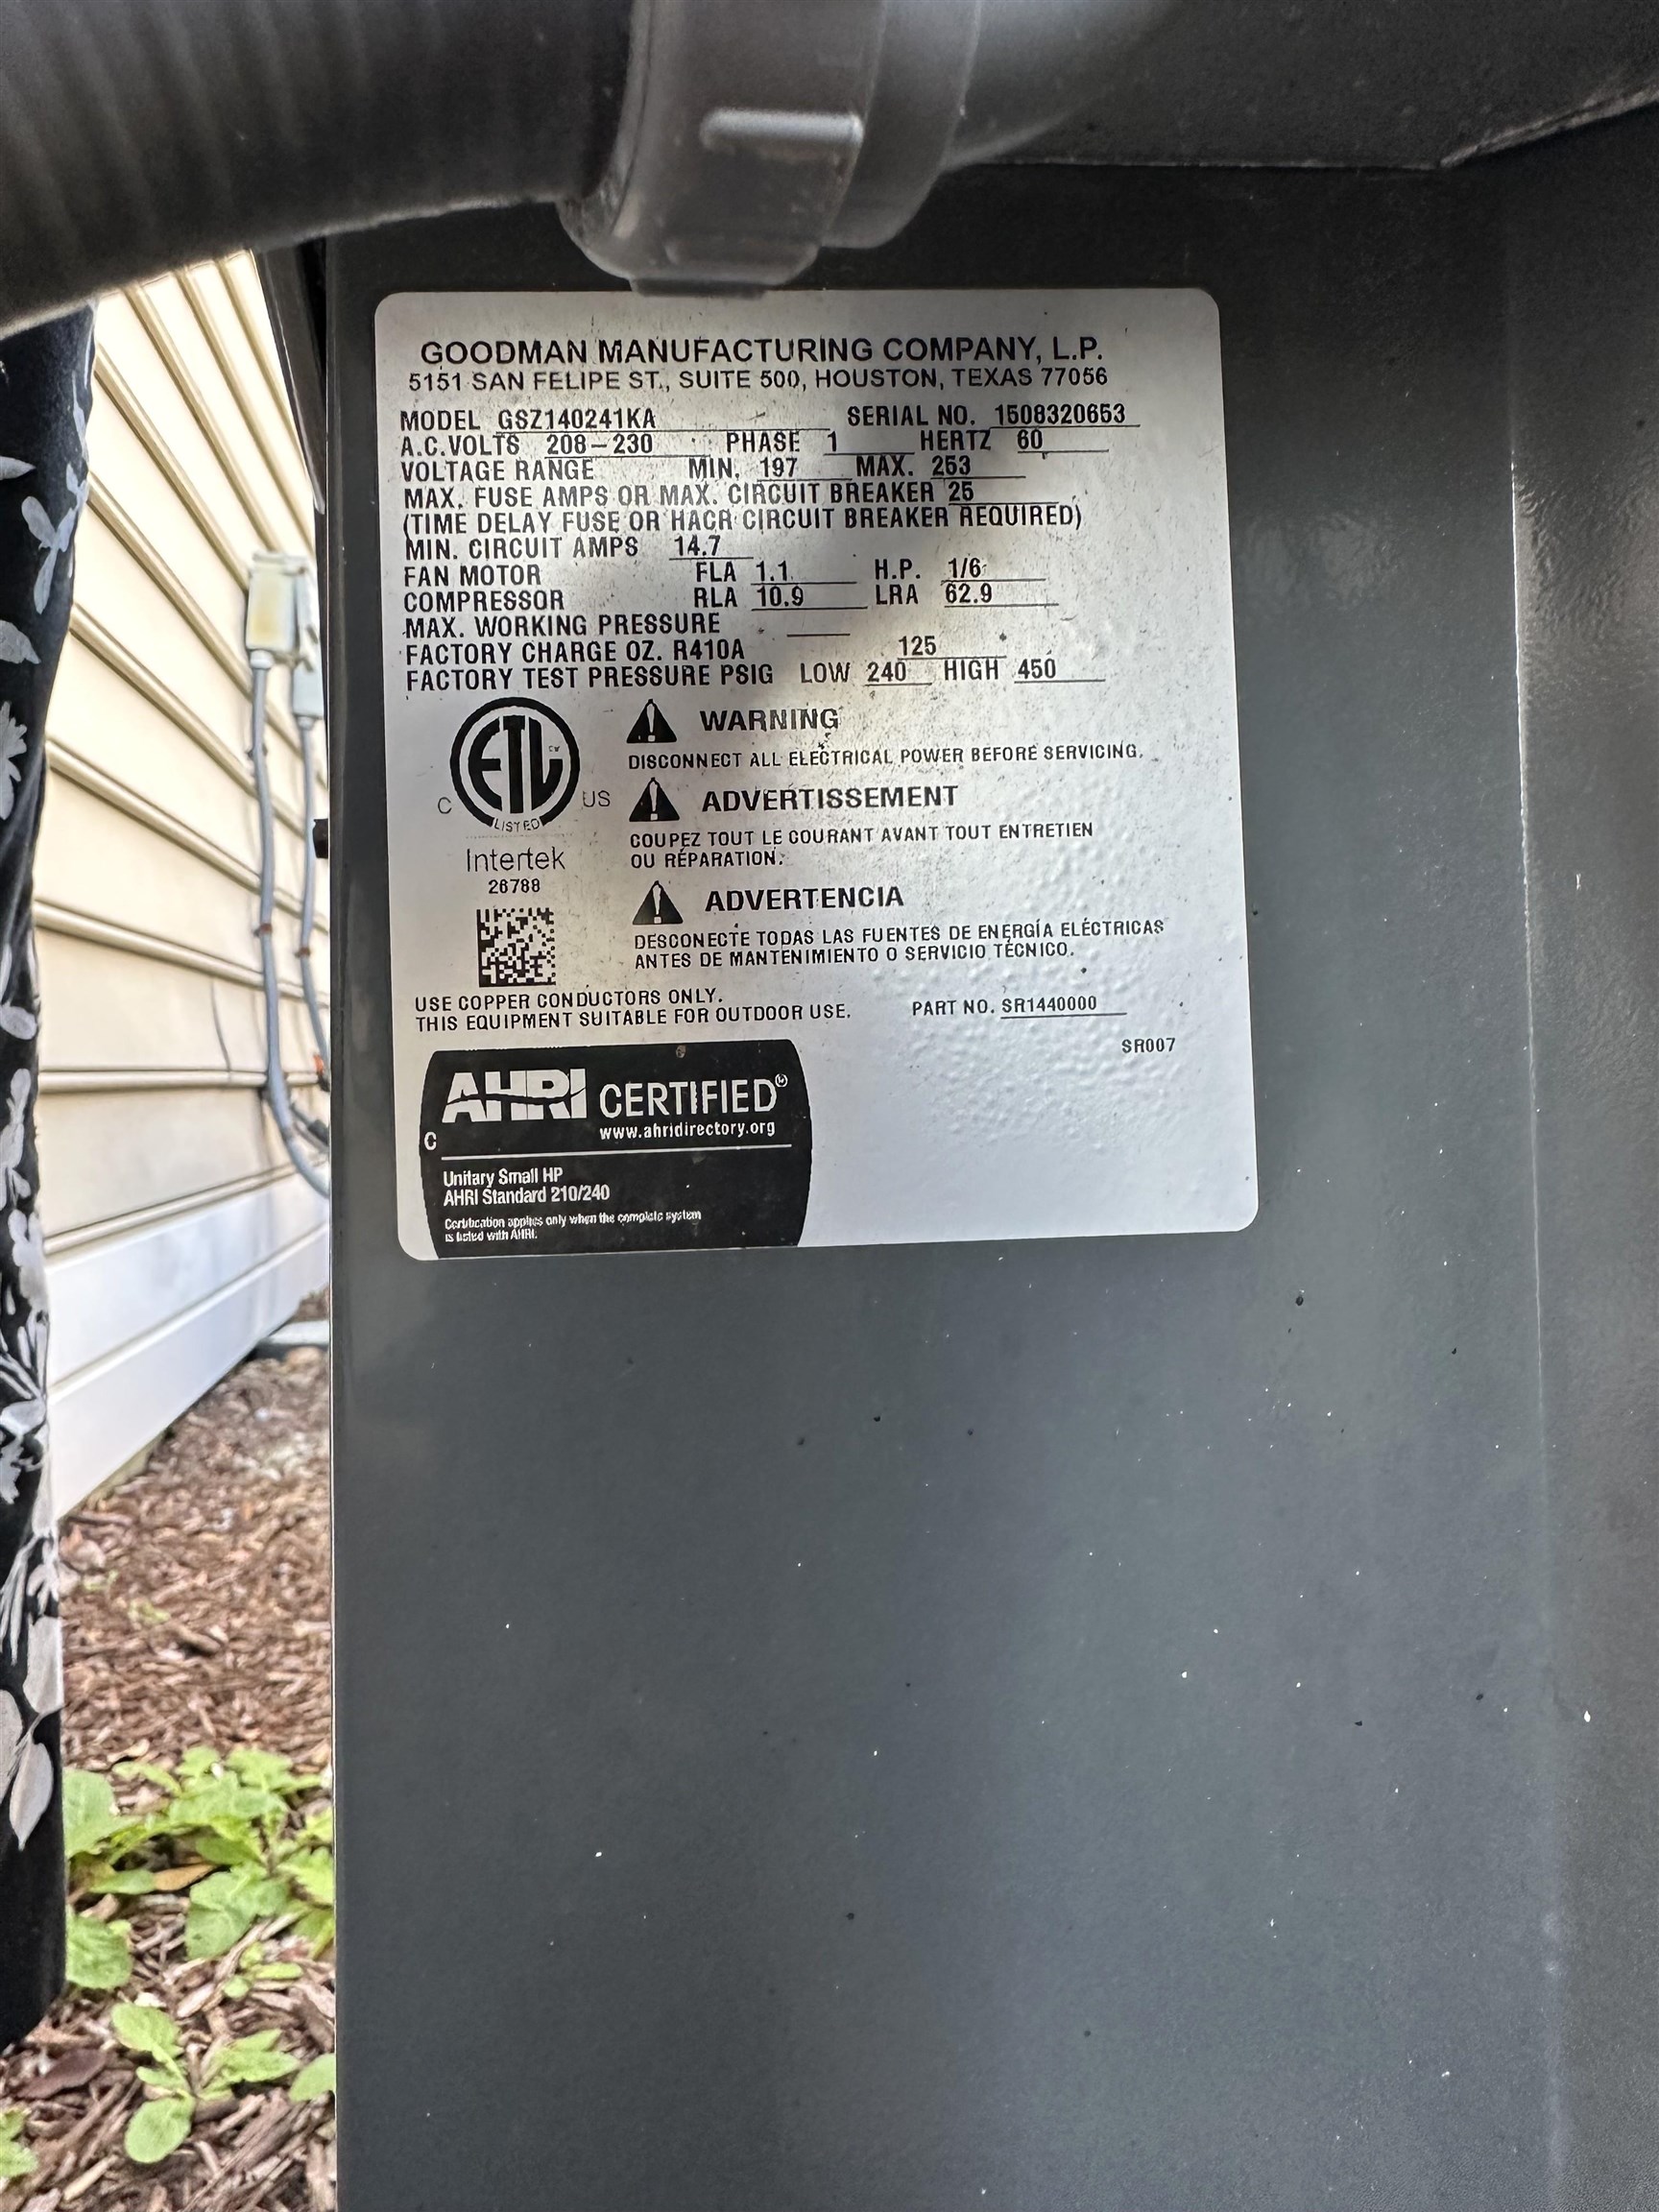 GOODMAN MANUFACTURING COMPANY, L.P.
5151 SAN FELIPE ST., SUITE 500, HOUSTON, TEXAS 77056
MODEL GSZ140241KA SERIAL NO. 1508320653
A.C.VOLTS 208-230 PHASE 1 HERTZ 60
VOLTAGE RANGE MIN. 197 MAX. 253
MAX. FUSE AMPS OR MAX. CIRCUIT BREAKER 25
(TIME DELAY FUSE OR HACR CIRCUIT BREAKER REQUIRED)
MIN. CIRCUIT AMPS 14.7
FAN MOTOR FLA 1.1 H.P. 1/6
COMPRESSOR RLA 10.9 LRA 62.9
MAX. WORKING PRESSURE
FACTORY CHARGE OZ. R410A 125
FACTORY TEST PRESSURE PSIG LOW 240 HIGH 450
C ETL CM US
LISTED
Intertek
26788
WARNING
DISCONNECT ALL ELECTRICAL POWER BEFORE SERVICING.
ADVERTISSEMENT
COUPEZ TOUT LE COURANT AVANT TOUT ENTRETIEN
OU RÉPARATION.
ADVERTENCIA
DESCONECTE TODAS LAS FUENTES DE ENERGÍA ELÉCTRICAS
ANTES DE MANTENIMIENTO O SERVICIO TÉCNICO.
USE COPPER CONDUCTORS ONLY.
THIS EQUIPMENT SUITABLE FOR OUTDOOR USE.
PART NO. SR1440000
SR007
AHRI CERTIFIED®
www.ahridirectory.org
C
Unitary Small HP
AHRI Standard 210/240
Certification applies only when the complete system
is listed with AHRI.